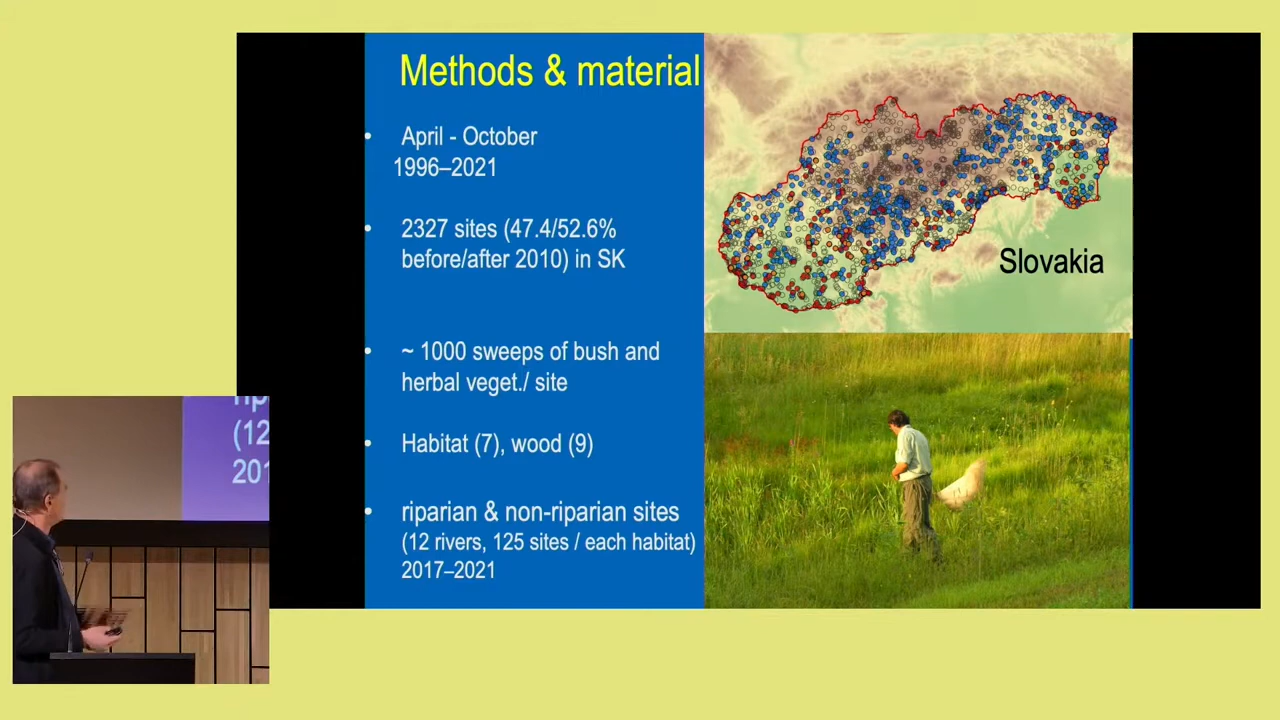 Methods & material
• April - October
1996–2021
• 2327 sites (47.4/52.6%
before/after 2010) in SK
• ~ 1000 sweeps of bush and
herbal veget./ site
• Habitat (7), wood (9)
• riparian & non-riparian sites
(12 rivers, 125 sites / each habitat)
2017–2021
Slovakia
(12
201